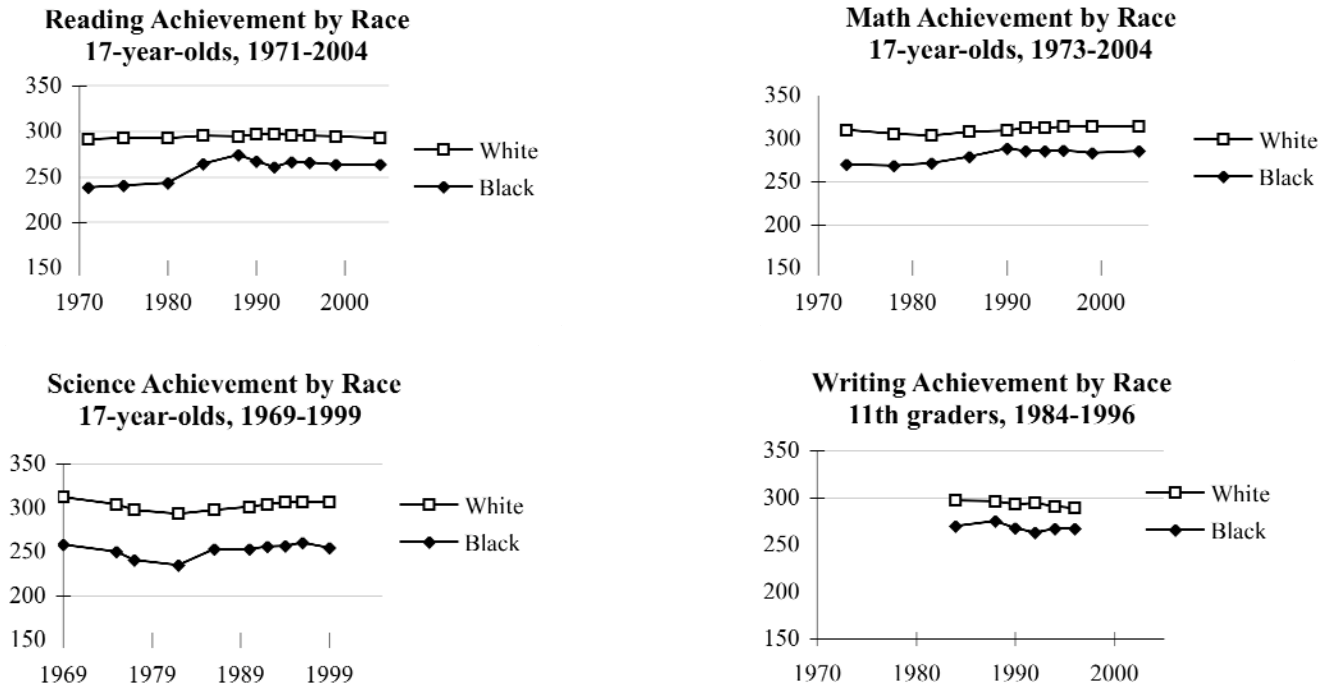 Reading Achievement by Race
17-year-olds, 1971-2004
350
300
250
200
150
1970 1980 1990 2000
White
Black
Math Achievement by Race
17-year-olds, 1973-2004
350
300
250
200
150
1970 1980 1990 2000
White
Black
Science Achievement by Race
17-year-olds, 1969-1999
350
300
250
200
150
1969 1979 1989 1999
White
Black
Writing Achievement by Race
11th graders, 1984-1996
350
300
250
200
150
1970 1980 1990 2000
White
Black